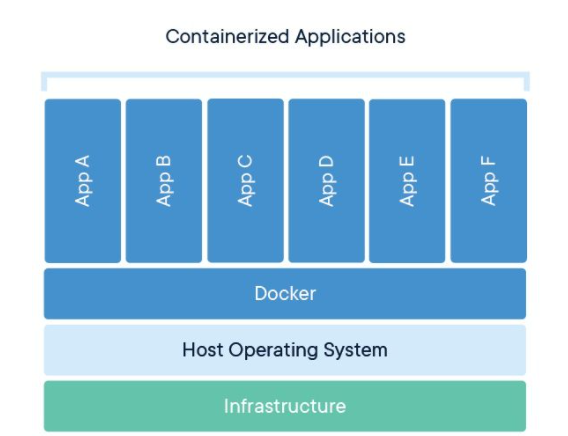 Containerized Applications
App A
App B
App C
App D
App E
App F
Docker
Host Operating System
Infrastructure